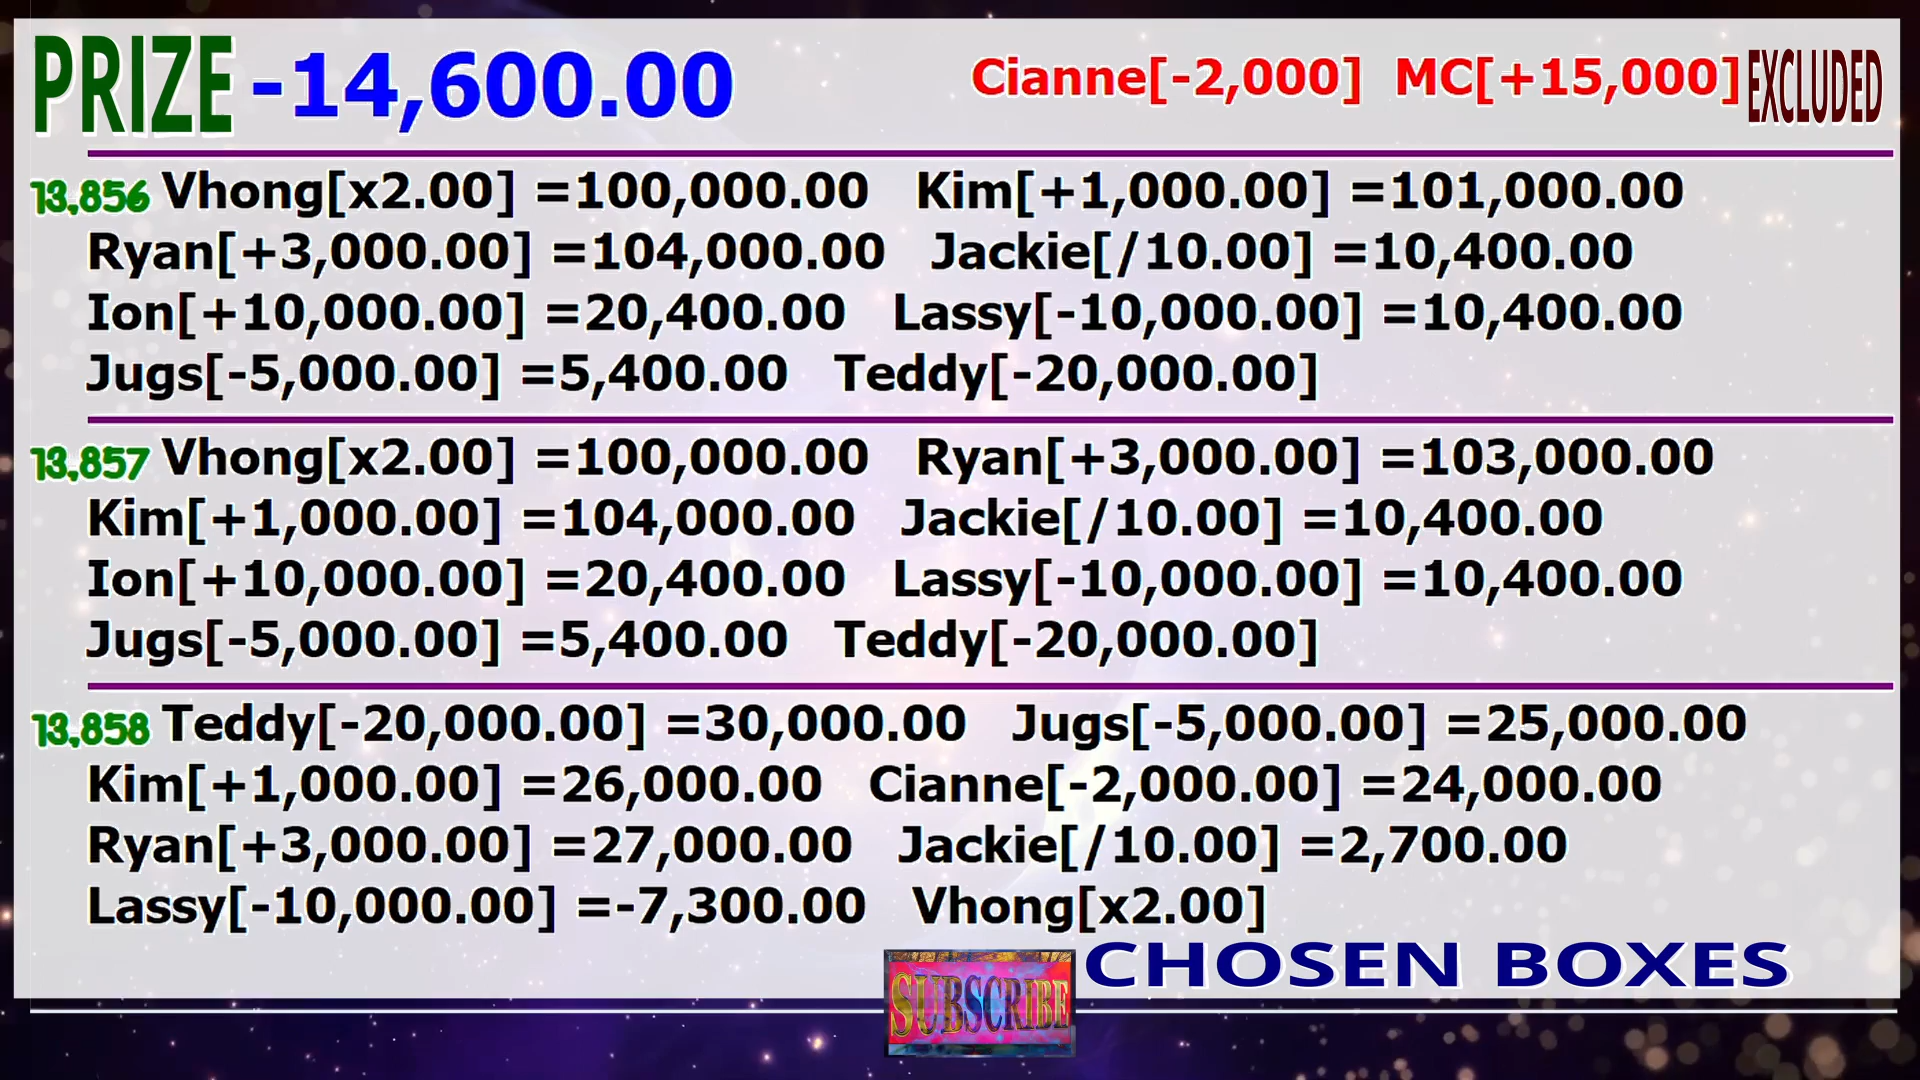 PRIZE -14,600.00 Cianne[-2,000] MC[+15,000] EXCLUDED
13,856 Vhong[x2.00] =100,000.00 Kim[+1,000.00] =101,000.00
Ryan[+3,000.00] =104,000.00 Jackie[/10.00] =10,400.00
Ion[+10,000.00] =20,400.00 Lassy[-10,000.00] =10,400.00
Jugs[-5,000.00] =5,400.00 Teddy[-20,000.00]
13,857 Vhong[x2.00] =100,000.00 Ryan[+3,000.00] =103,000.00
Kim[+1,000.00] =104,000.00 Jackie[/10.00] =10,400.00
Ion[+10,000.00] =20,400.00 Lassy[-10,000.00] =10,400.00
Jugs[-5,000.00] =5,400.00 Teddy[-20,000.00]
13,858 Teddy[-20,000.00] =30,000.00 Jugs[-5,000.00] =25,000.00
Kim[+1,000.00] =26,000.00 Cianne[-2,000.00] =24,000.00
Ryan[+3,000.00] =27,000.00 Jackie[/10.00] =2,700.00
Lassy[-10,000.00] =-7,300.00 Vhong[x2.00]
CHOSEN BOXES
SUBSCRIBE